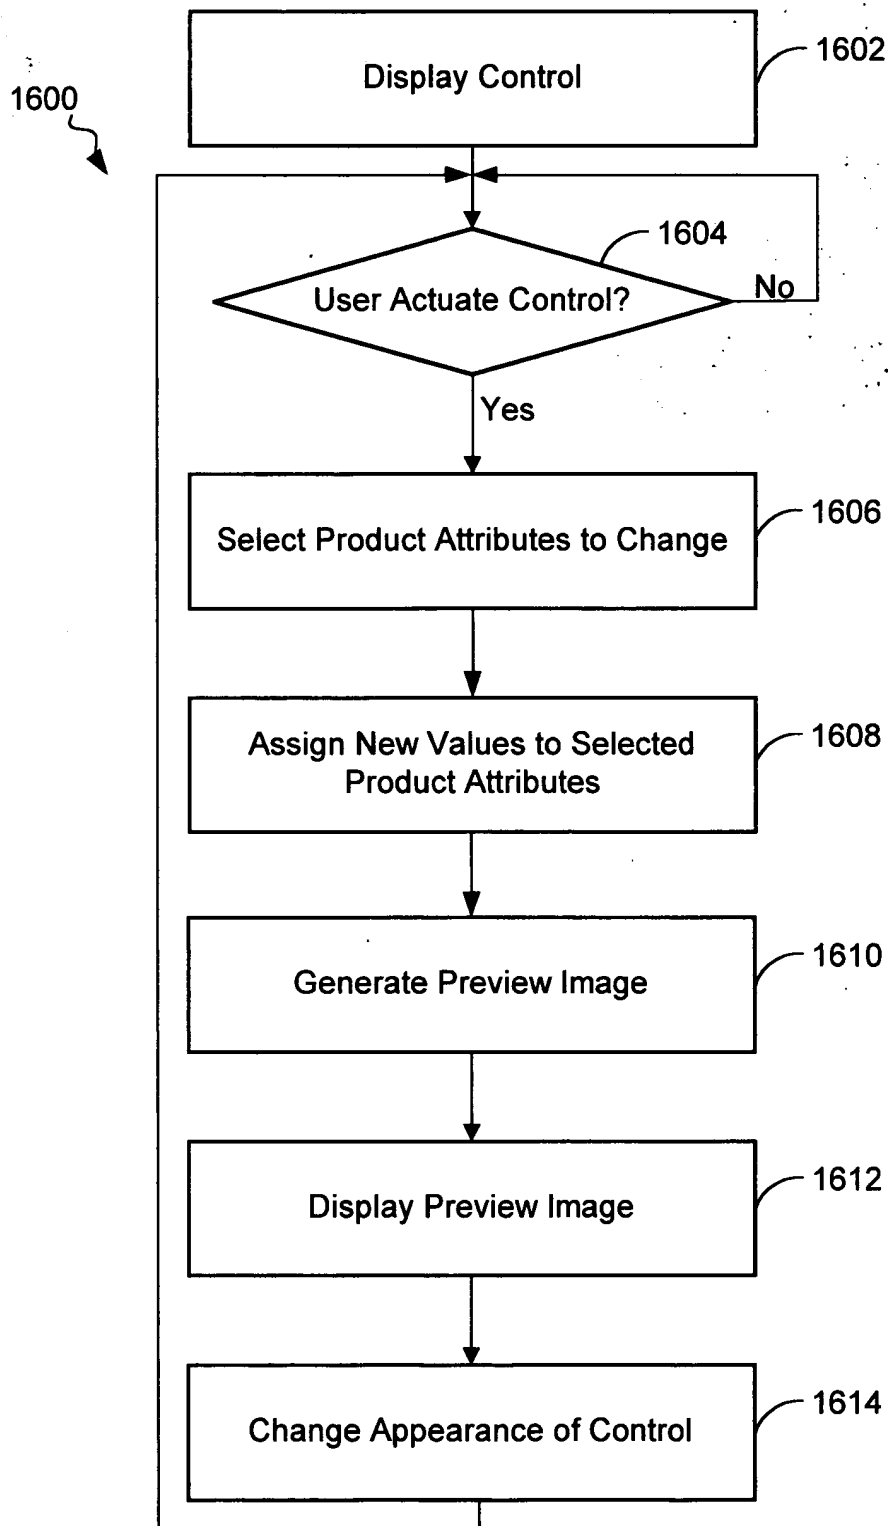 1600
Display Control
1602
User Actuate Control?
1604
No
Yes
Select Product Attributes to Change
1606
Assign New Values to Selected
Product Attributes
1608
Generate Preview Image
1610
Display Preview Image
1612
Change Appearance of Control
1614